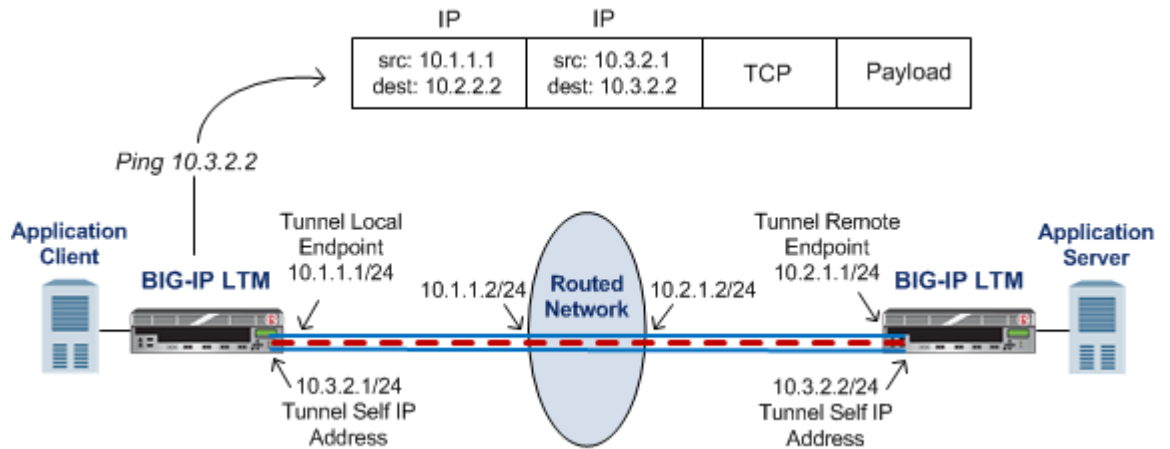 IP
IP
src: 10.1.1.1
dest: 10.2.2.2
src: 10.3.2.1
dest: 10.3.2.2
TCP
Payload
Ping 10.3.2.2
Application
Client
BIG-IP LTM
Tunnel Local
Endpoint
10.1.1.1/24
10.1.1.2/24
Routed
Network
10.2.1.2/24
Tunnel Remote
Endpoint
10.2.1.1/24
BIG-IP LTM
Application
Server
10.3.2.1/24
Tunnel Self IP
Address
10.3.2.2/24
Tunnel Self IP
Address